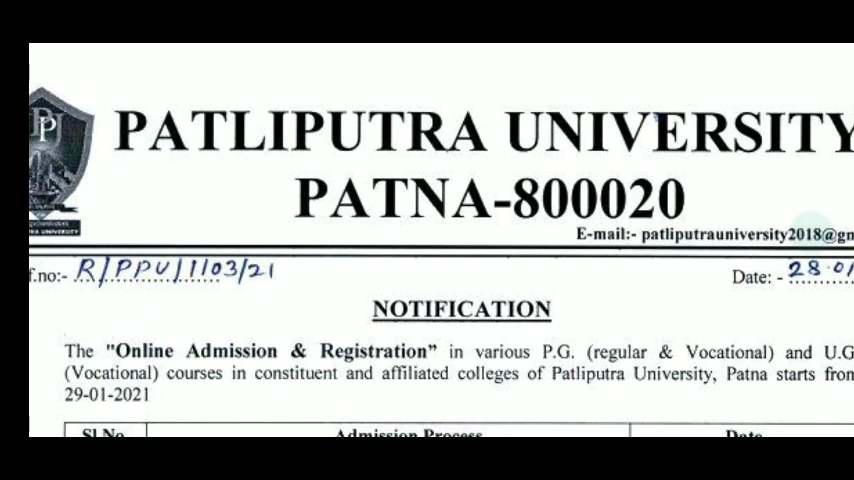 PATLIPUTRA UNIVERSITY
PATNA-800020
E-mail:- patliputrauniversity2018@gm
f.no:- R/PPU/1103/21
Date: - 28.01
NOTIFICATION
The "Online Admission & Registration" in various P.G. (regular & Vocational) and U.G
(Vocational) courses in constituent and affiliated colleges of Patliputra University, Patna starts from
29-01-2021
Sl.No Admission Process Date